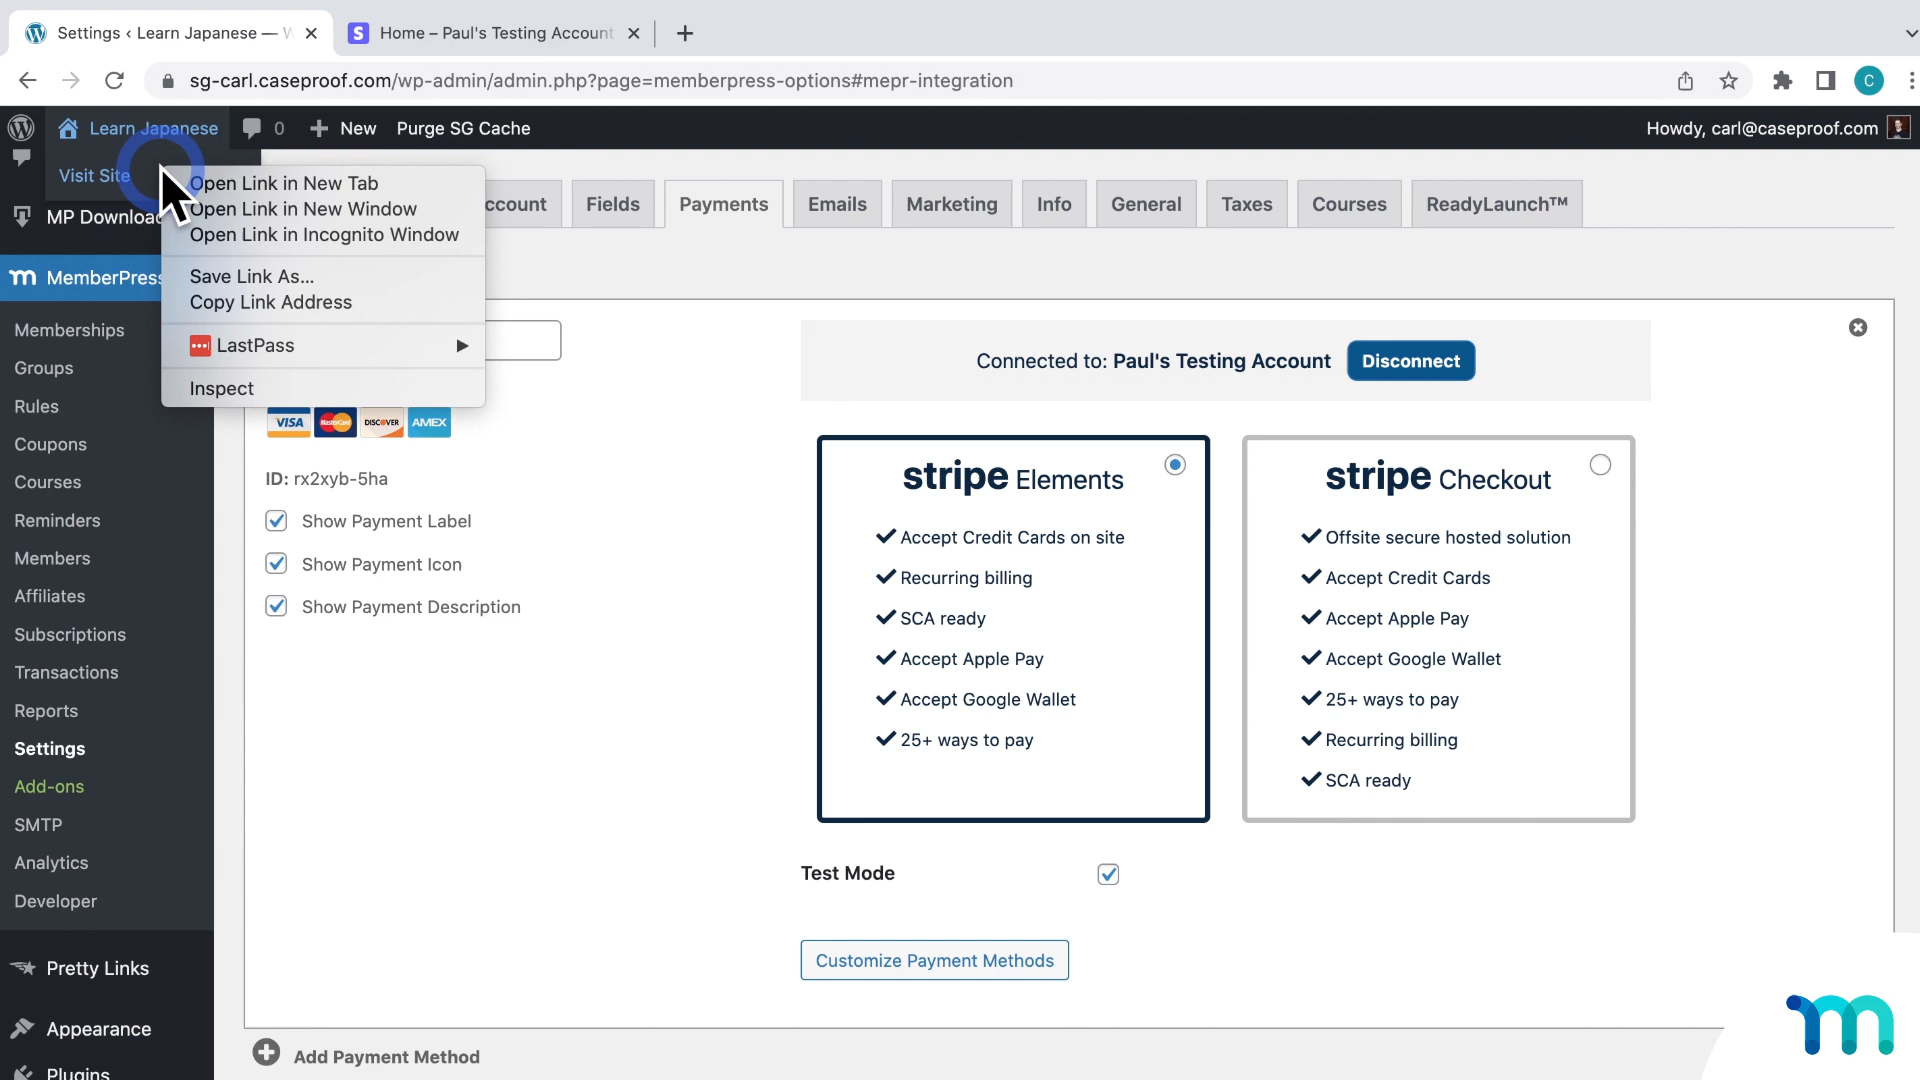 Settings ‹ Learn Japanese — W
Home – Paul's Testing Account
sg-carl.caseproof.com/wp-admin/admin.php?page=memberpress-options#mepr-integration
C
Learn Japanese
0
New
Purge SG Cache
Howdy, carl@caseproof.com
Visit Site
Open Link in New Tab
Open Link in New Window
Open Link in Incognito Window
Save Link As...
Copy Link Address
LastPass
Inspect
MP Download
MemberPress
Memberships
Groups
Rules
Coupons
Courses
Reminders
Members
Affiliates
Subscriptions
Transactions
Reports
Settings
Add-ons
SMTP
Analytics
Developer
Pretty Links
Appearance
Plugins
ccount
Fields
Payments
Emails
Marketing
Info
General
Taxes
Courses
ReadyLaunch™
VISA
MasterCard
DISCOVER
AMEX
ID: rx2xyb-5ha
Show Payment Label
Show Payment Icon
Show Payment Description
Connected to: Paul's Testing Account
Disconnect
stripe Elements
Accept Credit Cards on site
Recurring billing
SCA ready
Accept Apple Pay
Accept Google Wallet
25+ ways to pay
stripe Checkout
Offsite secure hosted solution
Accept Credit Cards
Accept Apple Pay
Accept Google Wallet
25+ ways to pay
Recurring billing
SCA ready
Test Mode
Customize Payment Methods
Add Payment Method